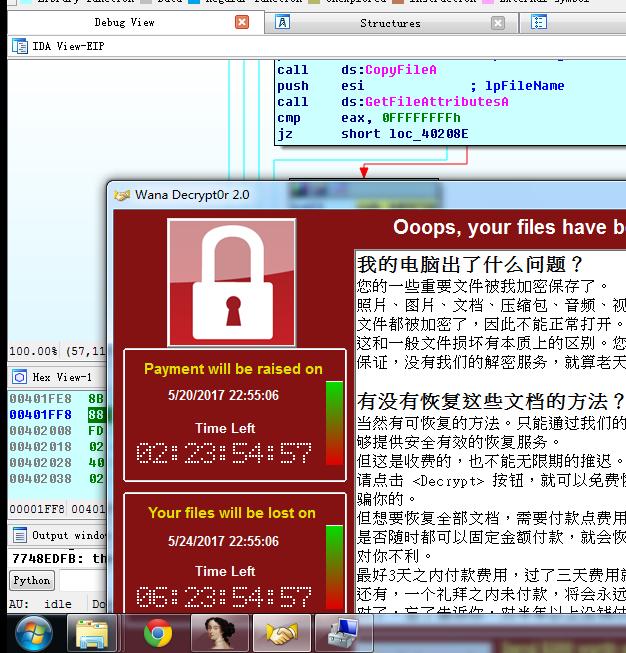 Debug View
Structures
IDA View-EIP
call ds:CopyFileA
push esi ; lpFileName
call ds:GetFileAttributesA
cmp eax, 0FFFFFFFFh
jz short loc_40208E
Wana Decrypt0r 2.0
Ooops, your files have be
我的电脑出了什么问题？
您的一些重要文件被我加密保存了。
照片、图片、文档、压缩包、音频、视
文件都被加密了，因此不能正常打开。
这和一般文件损坏有本质上的区别。您
保证，没有我们的解密服务，就算老天
有没有恢复这些文档的方法？
当然有可恢复的方法。只能通过我们的
够提供安全有效的恢复服务。
但这是收费的，也不能无限期的推迟。
请点击 <Decrypt> 按钮，就可以免费恢
骗你的。
但想要恢复全部文档，需要付款点费用
是否随时都可以固定金额付款，就会恢
对你不利。
最好3天之内付款费用，过了三天费用就
还有，一个礼拜之内未付款，将会永远
Payment will be raised on
5/20/2017 22:55:06
Time Left
02:23:54:57
Your files will be lost on
5/24/2017 22:55:06
Time Left
06:23:54:57
100.00% (57,11
Hex View-1
00401FE8 8B
00401FF8 88
00402008 FD
00402018 02
00402028 40
00402038 02
00001FF8 00401
Output window
7748EDFB: th
Python
AU: idle Do